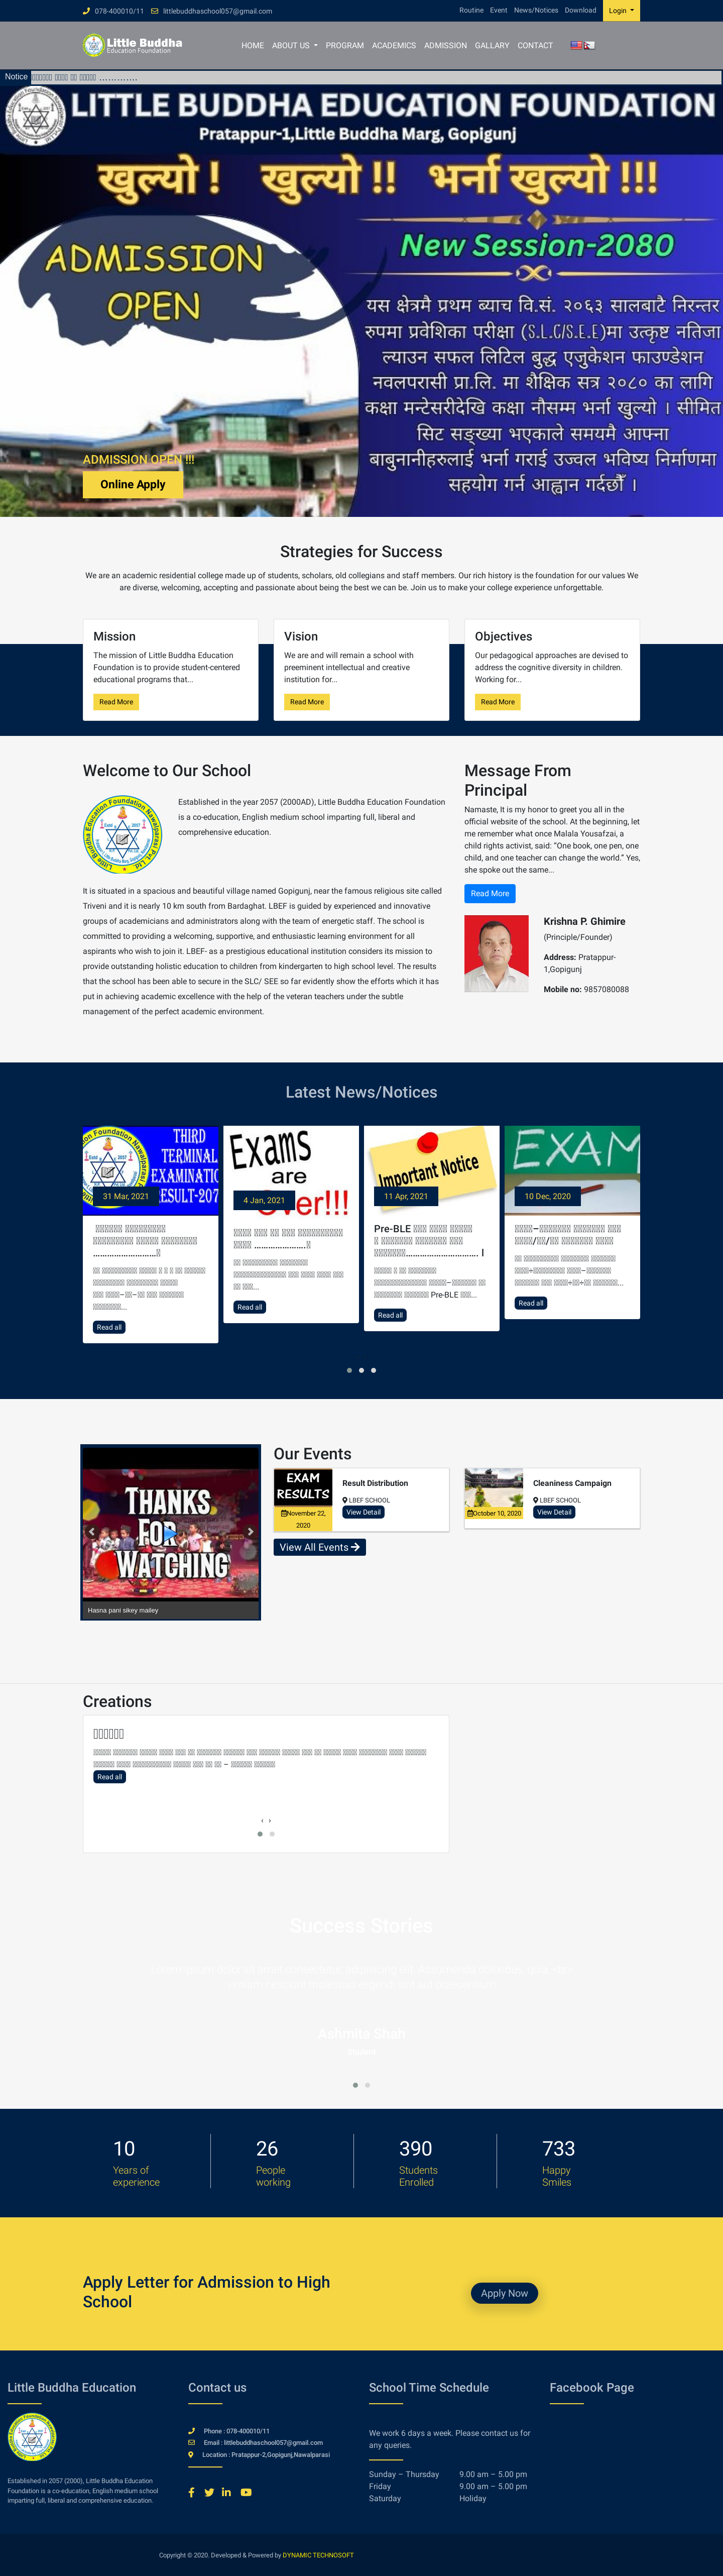 078-400010/11 littlebuddhaschool057@gmail.com
Routine Event News/Notices Download Login
Little Buddha
Education Foundation
HOME ABOUT US PROGRAM ACADEMICS ADMISSION GALLARY CONTACT
Notice
LITTLE BUDDHA EDUCATION FOUNDATION
Pratappur-1,Little Buddha Marg, Gopigunj
खुल्यो ! खुल्यो !! भर्ना खुल्यो !!!
ADMISSION
OPEN
New Session-2080
यस क्षेत्रमै प्रथम ब्याच वि.सं. २०६३ सालबाटै निरन्तर
प्रवेशिका परीक्षा (S.L.C/S.E.E)मा उत्कृष्ट नतिजा
ल्याउन सफल लिटिल बुद्ध एजुकेशन फाउण्डेशन
नवलपरासी प्रा.लि. मा शैक्षिक सत्र २०८० का लागि
कक्षा मन्टेसरीदेखि कक्षा नौसम्म भर्ना खुल्यो । सीमित
सिट सङ्ख्या भएकाले समयमै आफ्ना
बाबुनानीहरुलाई भर्ना गराई उज्वल भविष्य निर्माणमा
सहयोग गर्न आह्वान गर्दछौँ ।
ADMISSION OPEN !!!
Online Apply
Strategies for Success
We are an academic residential college made up of students, scholars, old collegians and staff members. Our rich history is the foundation for our values We
are diverse, welcoming, accepting and passionate about being the best we can be. Join us to make your college experience unforgettable.
Mission
The mission of Little Buddha Education
Foundation is to provide student-centered
educational programs that...
Read More
Vision
We are and will remain a school with
preeminent intellectual and creative
institution for...
Read More
Objectives
Our pedagogical approaches are devised to
address the cognitive diversity in children.
Working for...
Read More
Welcome to Our School
Established in the year 2057 (2000AD), Little Buddha Education Foundation
is a co-education, English medium school imparting full, liberal and
comprehensive education.
It is situated in a spacious and beautiful village named Gopigunj, near the famous religious site called
Triveni and it is nearly 10 km south from Bardaghat. LBEF is guided by experienced and innovative
groups of academicians and administrators along with the team of energetic staff. The school is
committed to providing a welcoming, supportive, and enthusiastic learning environment for all
aspirants who wish to join it. LBEF- as a prestigious educational institution considers its mission to
provide outstanding holistic education to children from kindergarten to high school level. The results
that the school has been able to secure in the SLC/ SEE so far evidently show the efforts which it has
put in achieving academic excellence with the help of the veteran teachers under the subtle
management of the perfect academic environment.
Message From
Principal
Namaste, It is my honor to greet you all in the
official website of the school. At the beginning, let
me remember what once Malala Yousafzai, a
child rights activist, said: “One book, one pen, one
child, and one teacher can change the world.” Yes,
she spoke out the same...
Read More
Krishna P. Ghimire
(Principle/Founder)
Address: Pratappur-
1,Gopigunj
Mobile no: 9857080088
Latest News/Notices
THIRD
TERMINAL
EXAMINATION
RESULT-207
31 Mar, 2021
Read all
Exams
are
over!!!
4 Jan, 2021
Read all
Important Notice
11 Apr, 2021
Pre-BLE
Pre-BLE
Read all
EXAM
10 Dec, 2020
Read all
THANKS
FOR
WATCHING
Hasna pani sikey mailey
Our Events
EXAM
RESULTS
November 22,
2020
Result Distribution
LBEF SCHOOL
View Detail
October 10, 2020
Cleaniness Campaign
LBEF SCHOOL
View Detail
View All Events
Creations
Read all
Success Stories
Ashmita Shah
10
Years of
experience
26
People
working
390
Students
Enrolled
733
Happy
Smiles
Apply Letter for Admission to High
School
Apply Now
Little Buddha Education
Established in 2057 (2000), Little Buddha Education
Foundation is a co-education, English medium school
imparting full, liberal and comprehensive education.
Contact us
Phone : 078-400010/11
Email : littlebuddhaschool057@gmail.com
Location : Pratappur-2,Gopigunj,Nawalparasi
School Time Schedule
We work 6 days a week. Please contact us for
any queries.
Sunday – Thursday 9.00 am – 5.00 pm
Friday 9.00 am – 5.00 pm
Saturday Holiday
Facebook Page
Copyright © 2020. Developed & Powered by DYNAMIC TECHNOSOFT